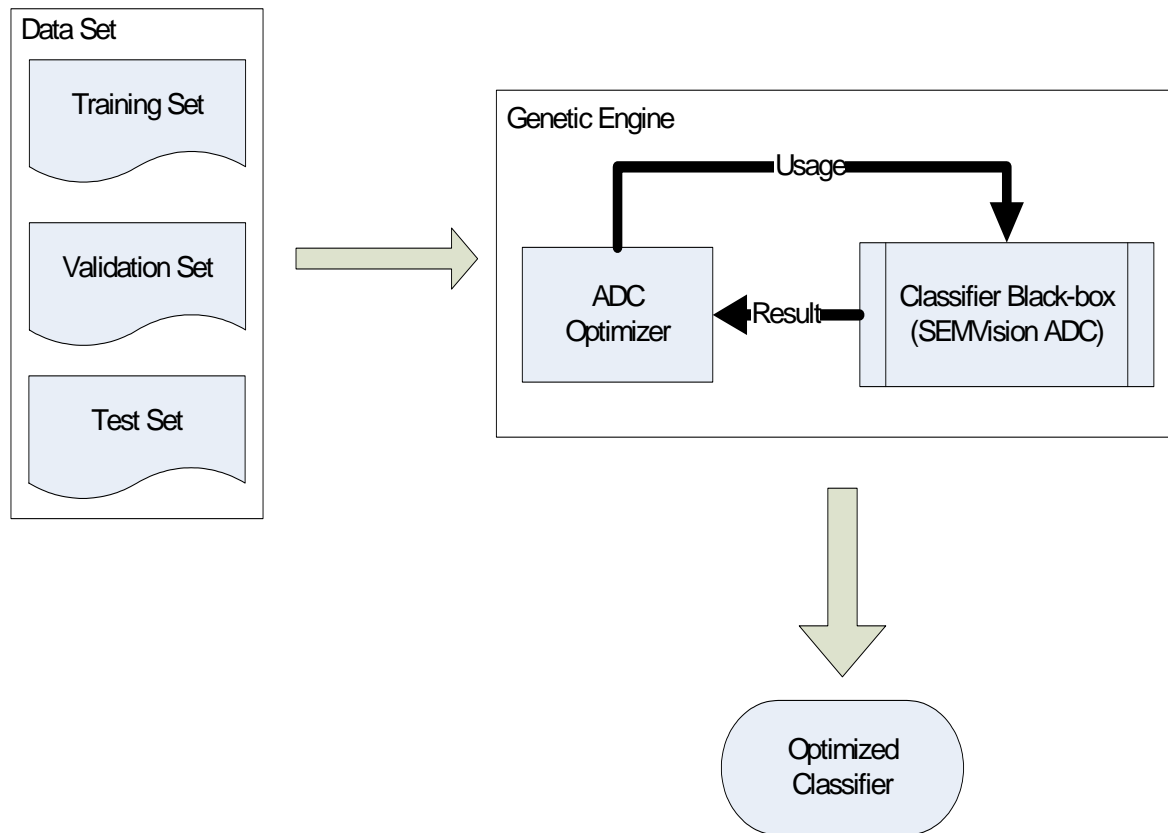 Data Set
Training Set
Validation Set
Test Set
Genetic Engine
Usage
ADC
Optimizer
Result
Classifier Black-box
(SEMVision ADC)
Optimized
Classifier